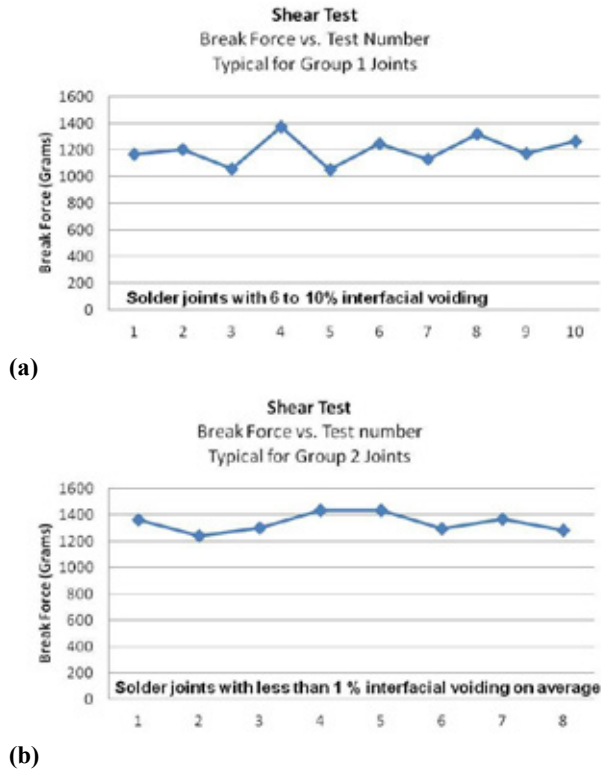 Shear Test
Break Force vs. Test Number
Typical for Group 1 Joints
1600
1400
1200
1000
800
600
400
200
0
Break Force (Grams)
Solder joints with 6 to 10% interfacial voiding
1 2 3 4 5 6 7 8 9 10
(a)
Shear Test
Break Force vs. Test number
Typical for Group 2 Joints
1600
1400
1200
1000
800
600
400
200
0
Break Force (Grams)
Solder joints with less than 1 % interfacial voiding on average
1 2 3 4 5 6 7 8
(b)